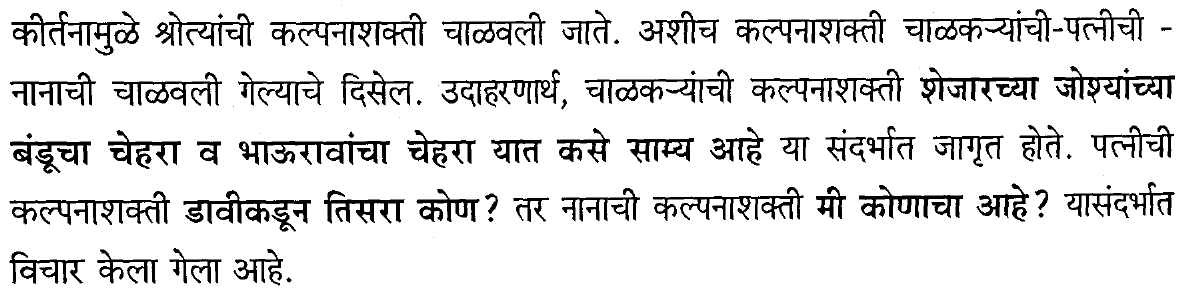 कीर्तनामुळे श्रोत्यांची कल्पनाशक्ती चाळवली जाते. अशीच कल्पनाशक्ती चाळकऱ्यांची-पत्नीची -
नानाची चाळवली गेल्याचे दिसेल. उदाहरणार्थ, चाळकऱ्यांची कल्पनाशक्ती शेजारच्या जोश्यांच्या
बंडूचा चेहरा व भाऊरावांचा चेहरा यात कसे साम्य आहे या संदर्भात जागृत होते. पत्नीची
कल्पनाशक्ती डावीकडून तिसरा कोण? तर नानाची कल्पनाशक्ती मी कोणाचा आहे? यासंदर्भात
विचार केला गेला आहे.